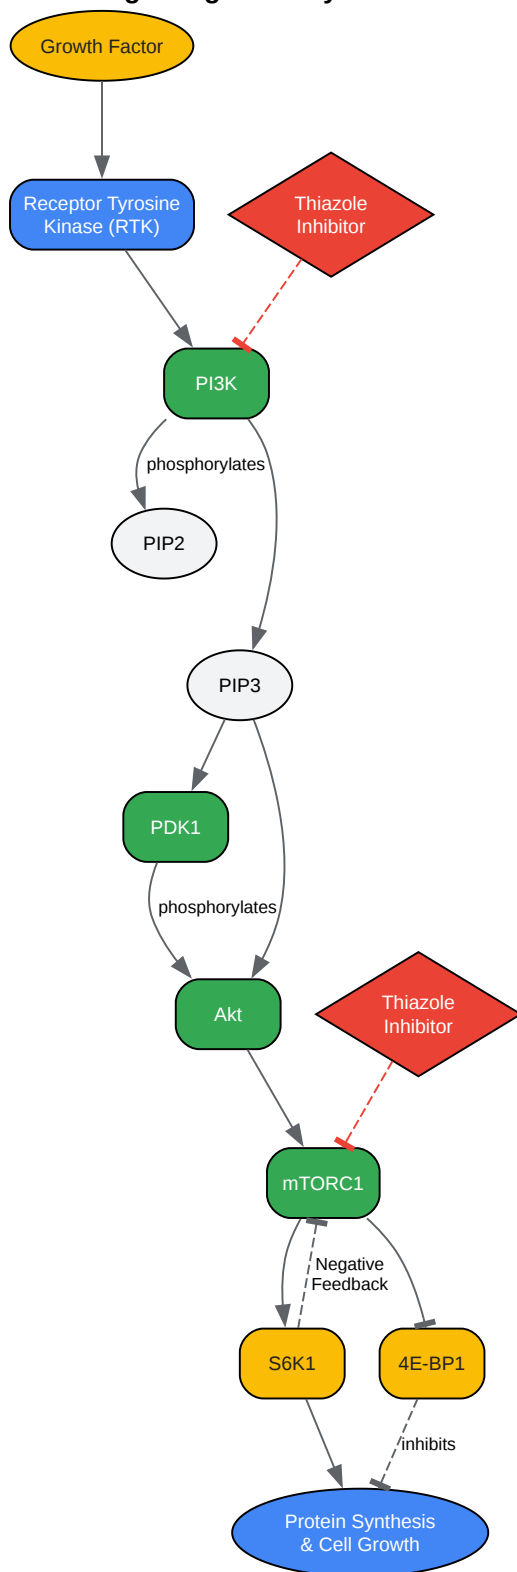 Growth Factor
Receptor Tyrosine
Kinase (RTK)
Thiazole
Inhibitor
PI3K
phosphorylates
PIP2
PIP3
PDK1
phosphorylates
Akt
Thiazole
Inhibitor
mTORC1
Negative
Feedback
S6K1
4E-BP1
inhibits
Protein Synthesis
& Cell Growth